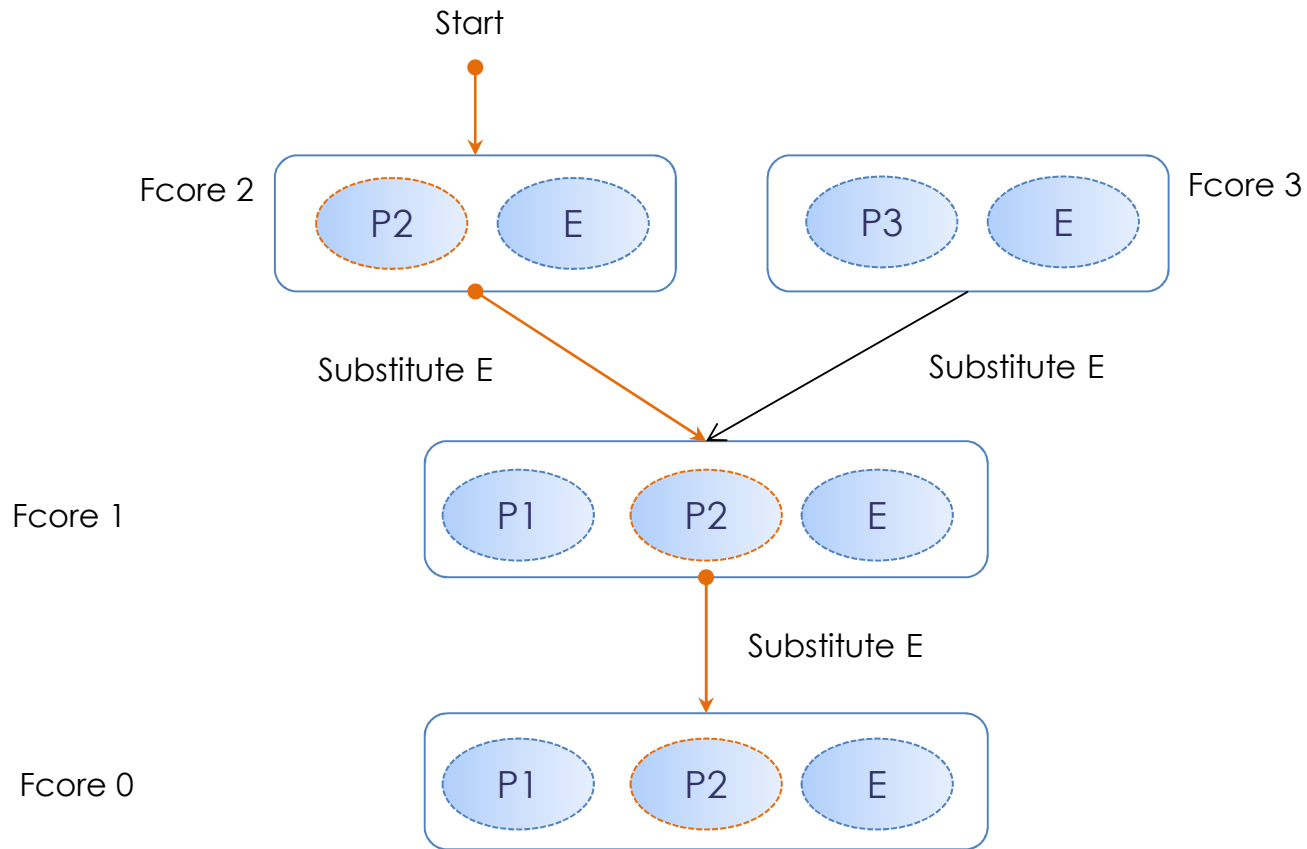 Start
Fcore 2
P2
E
P3
E
Fcore 3
Substitute E
Substitute E
Fcore 1
P1
P2
E
Substitute E
Fcore 0
P1
P2
E